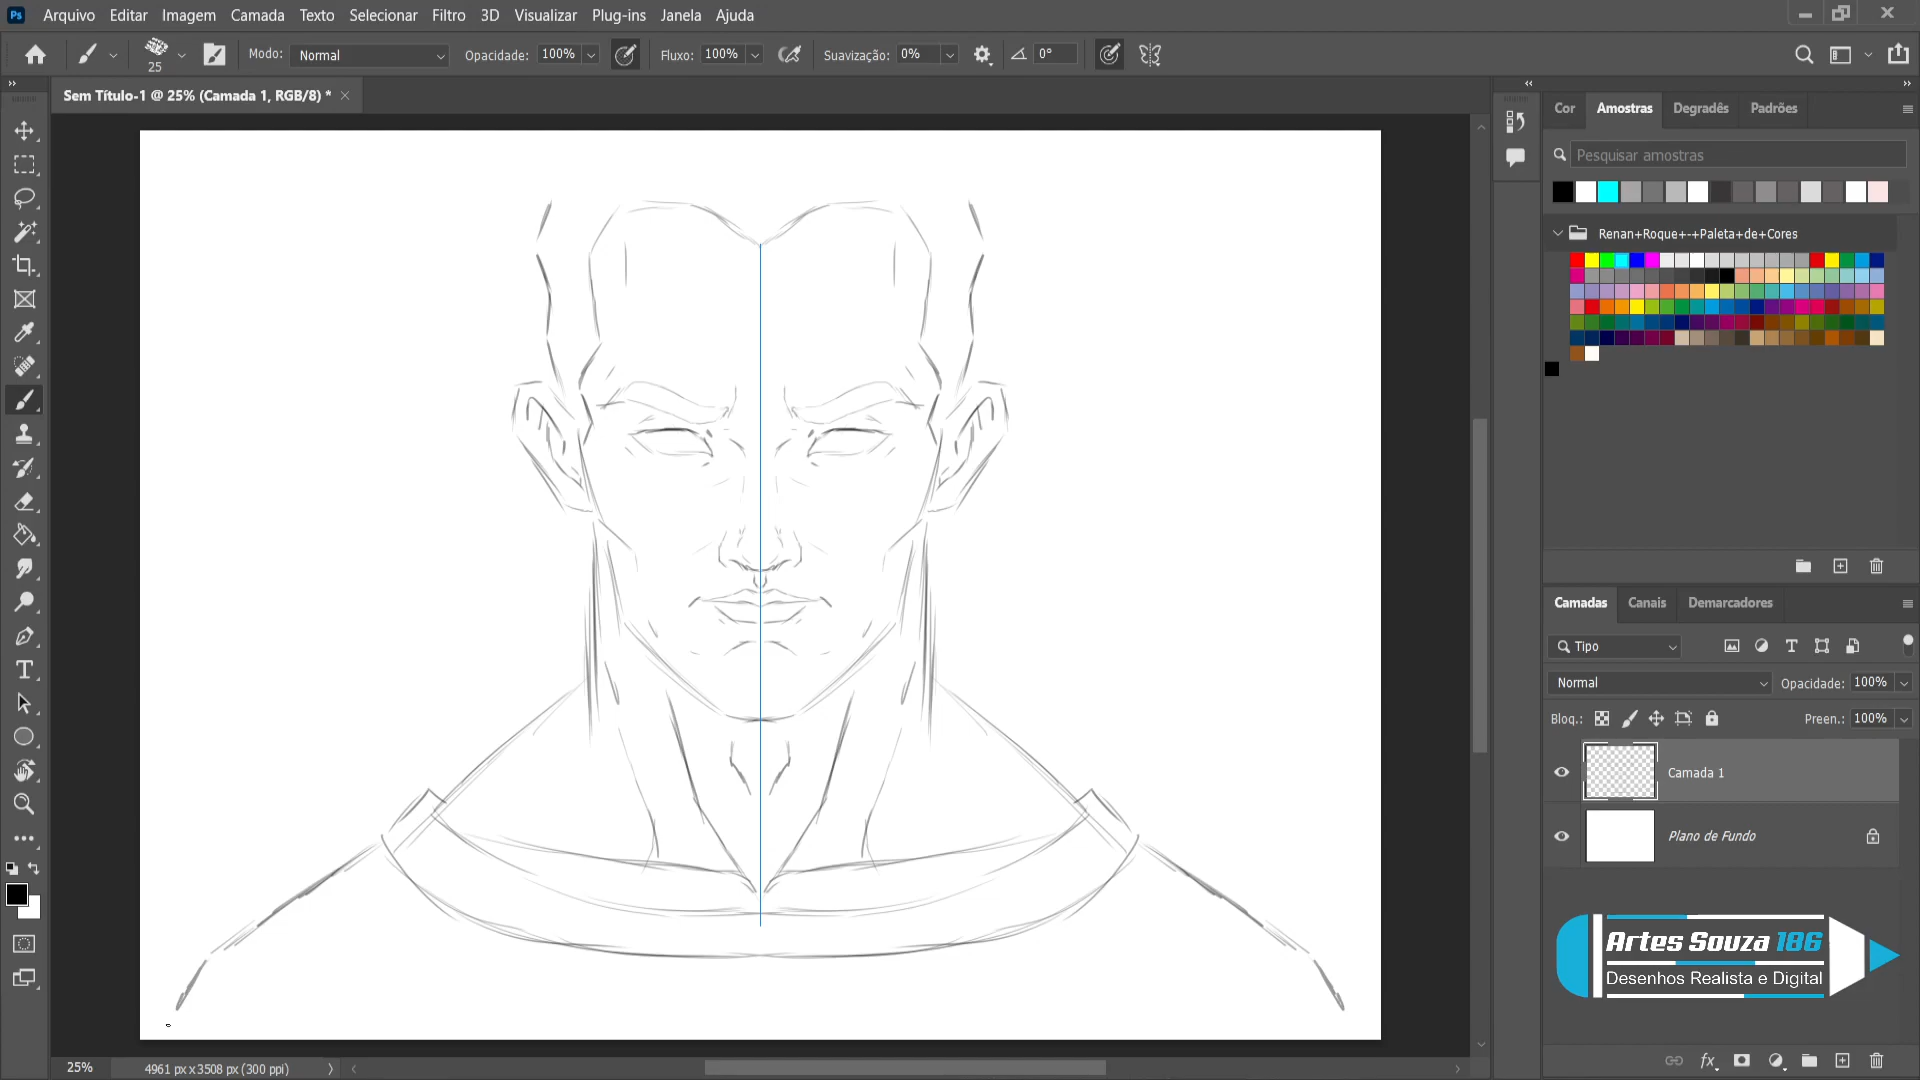 Ps Arquivo Editar Imagem Camada Texto Selecionar Filtro 3D Visualizar Plug-ins Janela Ajuda
25 Modo: Normal Opacidade: 100% Fluxo: 100% Suavização: 0% 0°
Sem Título-1 @ 25% (Camada 1, RGB/8) *
Cor Amostras Degradês Padrões
Pesquisar amostras
Renan+Roque+-+Paleta+de+Cores
Camadas Canais Demarcadores
Tipo
Normal Opacidade: 100%
Bloq.: Preen.: 100%
Camada 1
Plano de Fundo
Artes Souza 186
Desenhos Realista e Digital
25% 4961 px x 3508 px (300 ppi)
fx